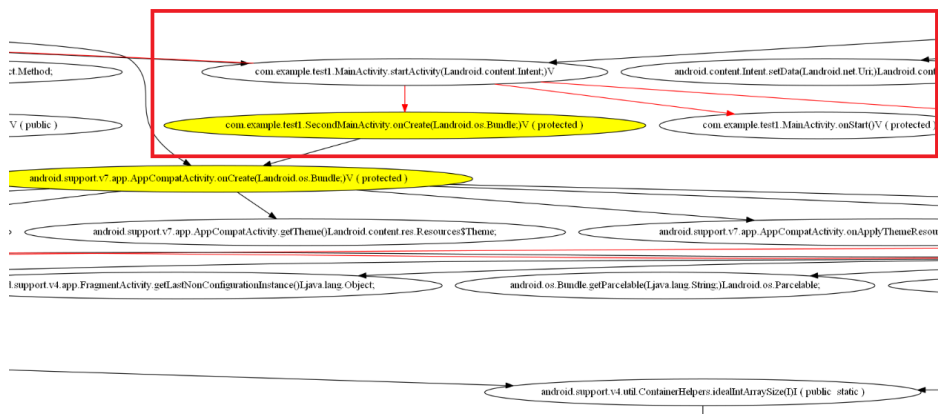 com.example.test1.MainActivity.startActivity(Landroid.content.Intent;)V
android.content.Intent.setData(Landroid.net.Uri;)Landroid.cont
ct.Method;
com.example.test1.SecondMainActivity.onCreate(Landroid.os.Bundle;)V ( protected )
com.example.test1.MainActivity.onStart()V ( protected )
V ( public )
android.support.v7.app.AppCompatActivity.onCreate(Landroid.os.Bundle;)V ( protected )
android.support.v7.app.AppCompatActivity.getTheme()Landroid.content.res.Resources$Theme;
android.support.v7.app.AppCompatActivity.onApplyThemeResou
d.support.v4.app.FragmentActivity.getLastNonConfigurationInstance()Ljava.lang.Object;
android.os.Bundle.getParcelable(Ljava.lang.String;)Landroid.os.Parcelable;
android.support.v4.util.ContainerHelpers.idealIntArraySize(I)I ( public static )